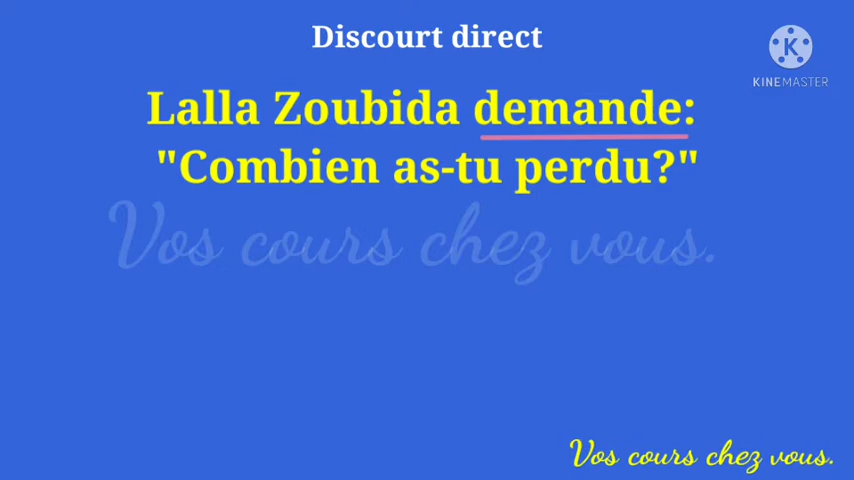 Discourt direct
KINEMASTER
Lalla Zoubida demande:
"Combien as-tu perdu?"
Vos cours chez vous.
Vos cours chez vous.